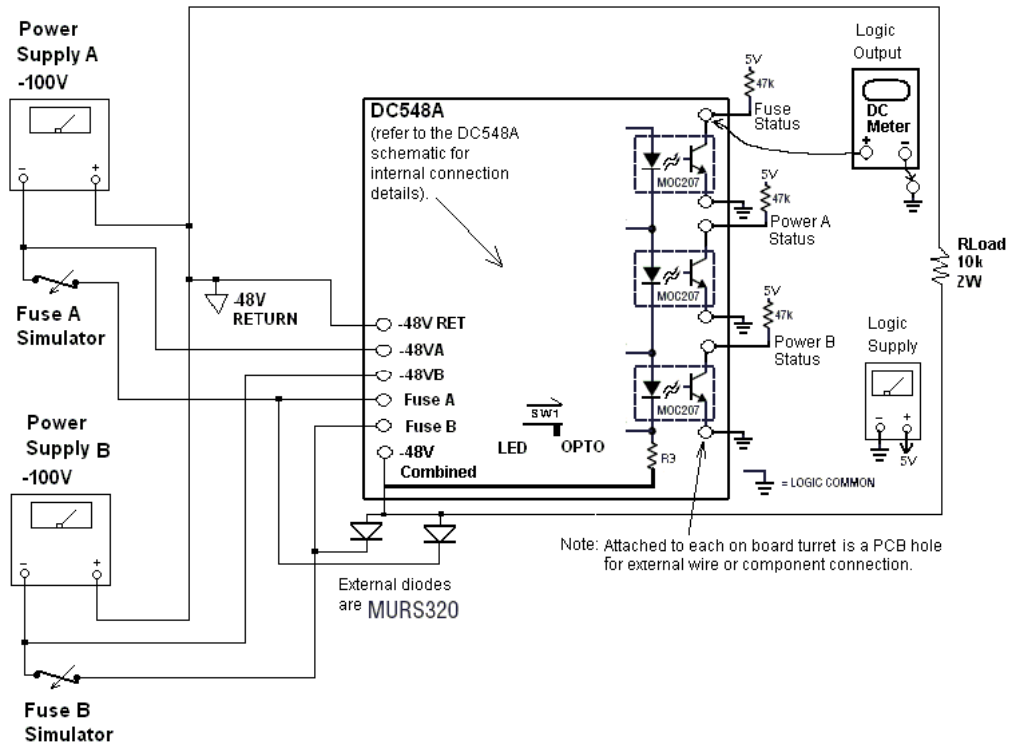 Power
Supply A
-100V
- +
Fuse A
Simulator
-48V
RETURN
Power
Supply B
-100V
- +
Fuse B
Simulator
DC548A
(refer to the DC548A
schematic for
internal connection
details).
-48V RET
-48VA
-48VB
Fuse A
Fuse B
-48V
Combined
SW1
LED OPTO
MOC207
5V
47k
Fuse
Status
MOC207
5V
47k
Power A
Status
MOC207
5V
47k
Power B
Status
R3
= LOGIC COMMON
Logic
Output
DC
Meter
+ -
RLoad
10k
2W
Logic
Supply
- +
5V
Note: Attached to each on board turret is a PCB hole
for external wire or component connection.
External diodes
are MURS320